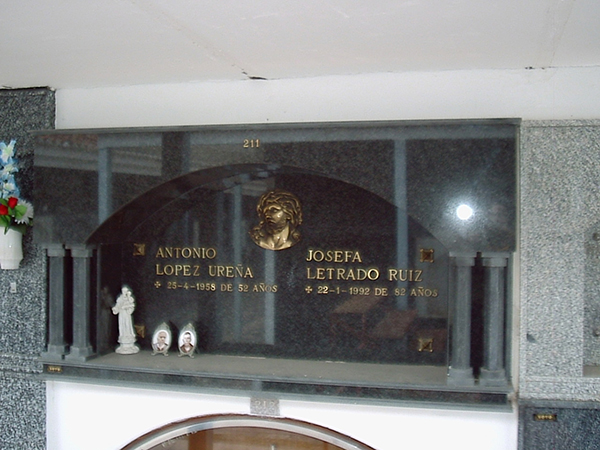 211
ANTONIO
LOPEZ UREÑA
✠ 25-4-1958 DE 52 AÑOS
JOSEFA
LETRADO RUIZ
✠ 22-1-1992 DE 82 AÑOS